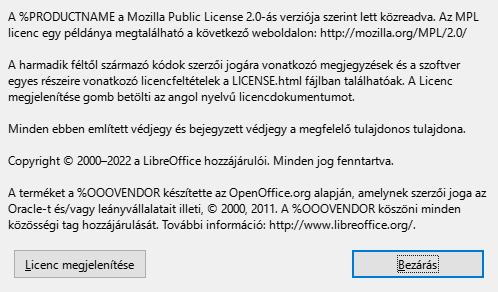 A %PRODUCTNAME a Mozilla Public License 2.0-ás verziója szerint lett közreadva. Az MPL
licenc egy példánya megtalálható a következő weboldalon: http://mozilla.org/MPL/2.0/
A harmadik féltől származó kódok szerzői jogára vonatkozó megjegyzések és a szoftver
egyes részeire vonatkozó licencfeltételek a LICENSE.html fájlban találhatóak. A Licenc
megjelenítése gomb betölti az angol nyelvű licencdokumentumot.
Minden ebben említett védjegy és bejegyzett védjegy a megfelelő tulajdonos tulajdona.
Copyright © 2000–2022 a LibreOffice hozzájárulói. Minden jog fenntartva.
A terméket a %OOOVENDOR készítette az OpenOffice.org alapján, amelynek szerzői joga az
Oracle-t és/vagy leányvállalatait illeti, © 2000, 2011. A %OOOVENDOR köszöni minden
közösségi tag hozzájárulását. További információ: http://www.libreoffice.org/.
Licenc megjelenítése
Bezárás